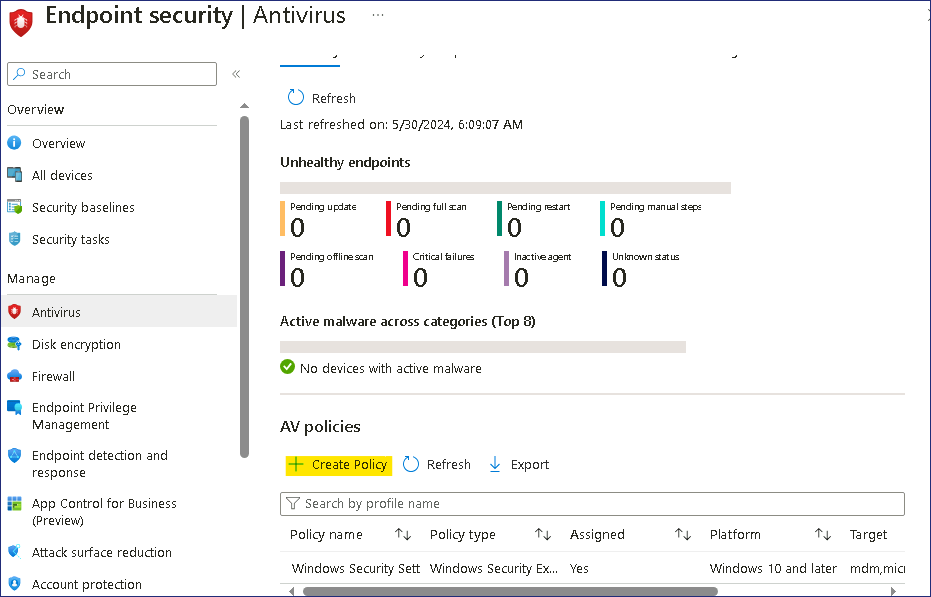 Endpoint security | Antivirus ...
Search
«
Overview
Overview
All devices
Security baselines
Security tasks
Manage
Antivirus
Disk encryption
Firewall
Endpoint Privilege
Management
Endpoint detection and
response
App Control for Business
(Preview)
Attack surface reduction
Account protection
Refresh
Last refreshed on: 5/30/2024, 6:09:07 AM
Unhealthy endpoints
Pending update Pending full scan Pending restart Pending manual steps
0 0 0 0
Pending offline scan Critical failures Inactive agent Unknown status
0 0 0 0
Active malware across categories (Top 8)
No devices with active malware
AV policies
Create Policy Refresh Export
Search by profile name
Policy name Policy type Assigned Platform Target
Windows Security Sett Windows Security Ex... Yes Windows 10 and later mdm,micr